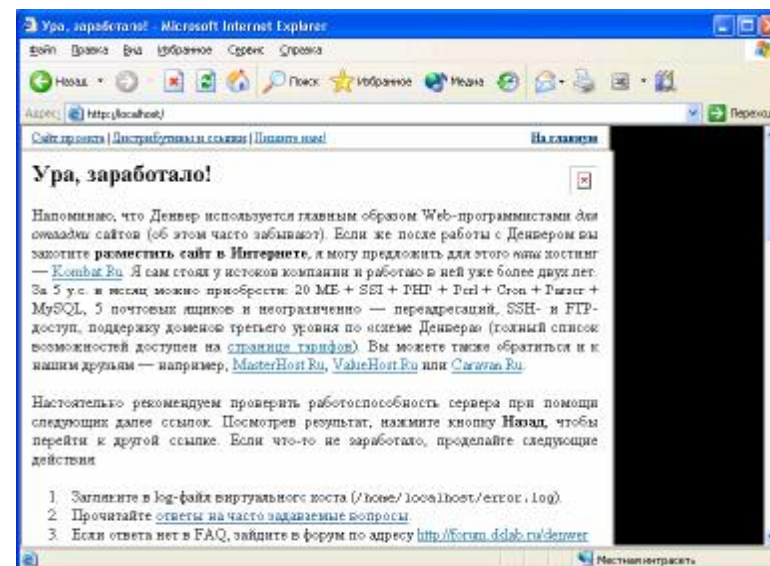 Ура, заработало! - Microsoft Internet Explorer
Файл Правка Вид Избранное Сервис Справка
Назад Поиск Избранное Медиа
Адрес: http://localhost/ Переход
Сайт проекта | Дистрибутивы и ссылки | Пишите нам! На главную
Ура, заработало!
Напоминаю, что Денвер используется главным образом Web-программистами для
отладки сайтов (об этом часто забывают). Если же после работы с Денвером вы
захотите разместить сайт в Интернете, я могу предложить для этого наш хостинг
— Kombat.Ru. Я сам стоял у истоков компании и работаю в ней уже более двух лет.
За 5 у.е. в месяц можно приобрести: 20 МБ + SSI + PHP + Perl + Cron + Parser +
MySQL, 5 почтовых ящиков и неограниченно — переадресаций, SSH- и FTP-
доступ, поддержку доменов третьего уровня по «схеме Денвера» (полный список
возможностей доступен на странице тарифов). Вы можете также обратиться и к
нашим друзьям — например, MasterHost.Ru, ValueHost.Ru или Caravan.Ru.
Настоятельно рекомендуем проверить работоспособность сервера при помощи
следующих далее ссылок. Посмотрев результат, нажмите кнопку Назад, чтобы
перейти к другой ссылке. Если что-то не заработало, проделайте следующие
действия:
1. Загляните в log-файл виртуального хоста (/home/localhost/error.log).
2. Прочитайте ответы на часто задаваемые вопросы.
3. Если ответа нет в FAQ, зайдите в форум по адресу http://forum.dklab.ru/denwer
Местная интрасеть